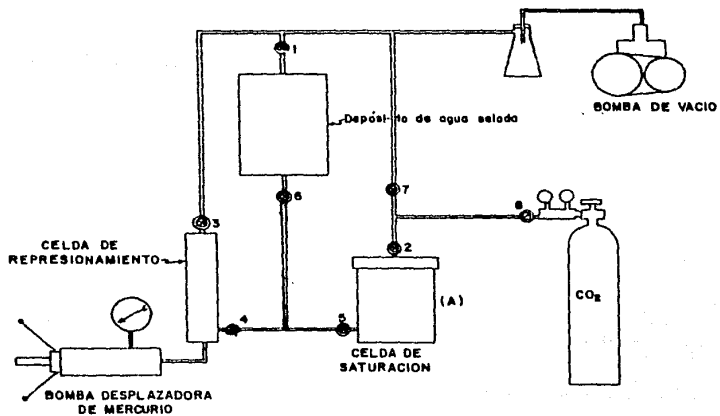 1
BOMBA DE VACIO
Depósito de agua salada
6
7
3
8
CELDA DE
REPRESIONAMIENTO
2
CO2
(A)
4
5
CELDA DE
SATURACION
BOMBA DESPLAZADORA
DE MERCURIO